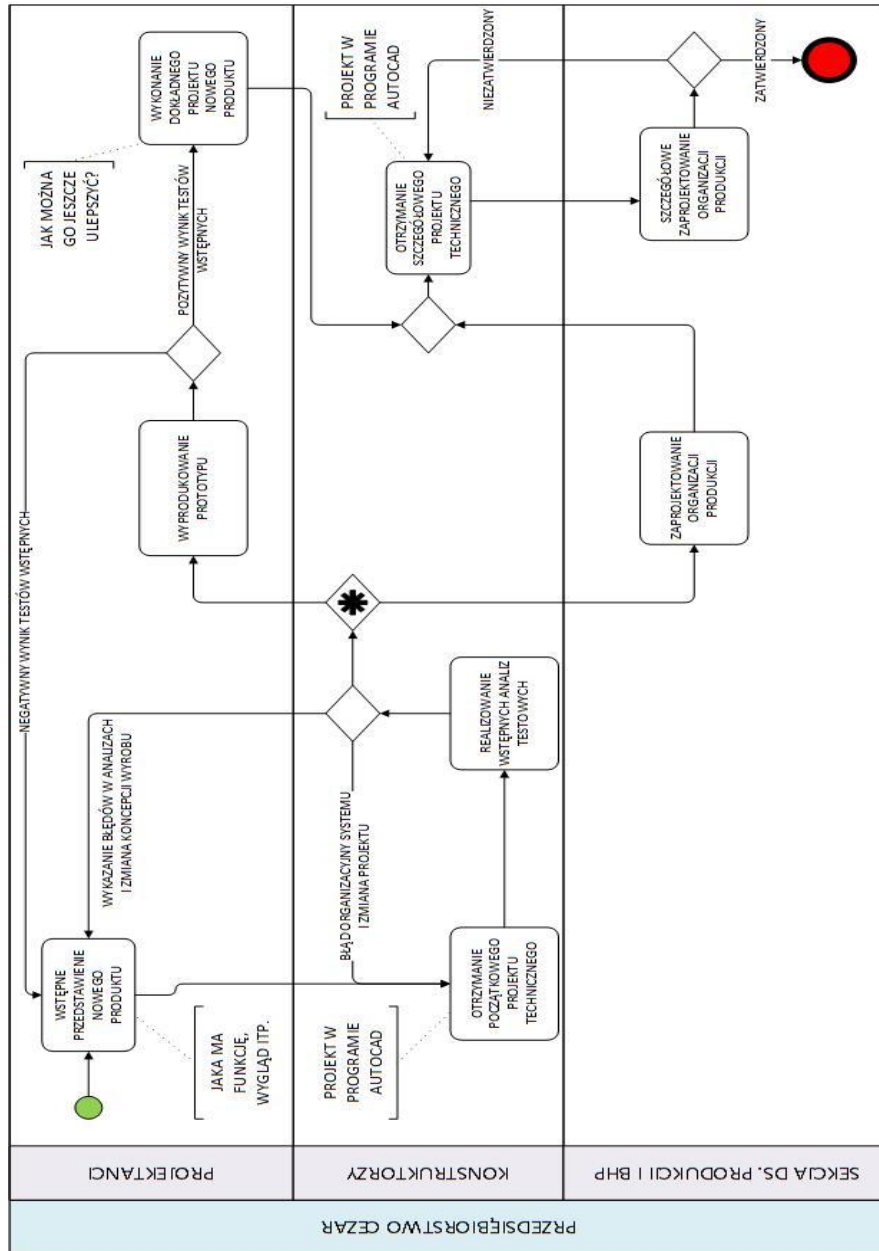 PRZEDSIĘBIORSTWO CEZAR
PROJEKTANCI
KONSTRUKTORZY
SEKCJA DS. PRODUKCJI I BHP
WSTĘPNE
PRZEDSTAWIENIE
NOWEGO
PRODUKTU
JAKA MA
FUNKCJĘ,
WYGLĄD ITP.
NEGATYWNY WYNIK TESTÓW WSTĘPNYCH
WYKAZANIE BŁĘDÓW W ANALIZACH
I ZMIANA KONCEPCJI WYROBU
WYPRODUKOWANIE
PROTOTYPU
POZYTYWNY WYNIK TESTÓW
WSTĘPNYCH
JAK MOŻNA
GO JESZCZE
ULEPSZYĆ?
WYKONANIE
DOKŁADNEGO
PROJEKTU
NOWEGO
PRODUKTU
PROJEKT W
PROGRAMIE
AUTOCAD
BŁĄD ORGANIZACYJNY SYSTEMU
I ZMIANA PROJEKTU
OTRZYMANIE
POCZĄTKOWEGO
PROJEKTU
TECHNICZNEGO
REALIZOWANIE
WSTĘPNYCH ANALIZ
TESTOWYCH
OTRZYMANIE
SZCZEGÓŁOWEGO
PROJEKTU
TECHNICZNEGO
PROJEKT W
PROGRAMIE
AUTOCAD
NIEZATWIERDZONY
ZAPROJEKTOWANIE
ORGANIZACJI
PRODUKCJI
SZCZEGÓŁOWE
ZAPROJEKTOWANIE
ORGANIZACJI
PRODUKCJI
ZATWIERDZONY